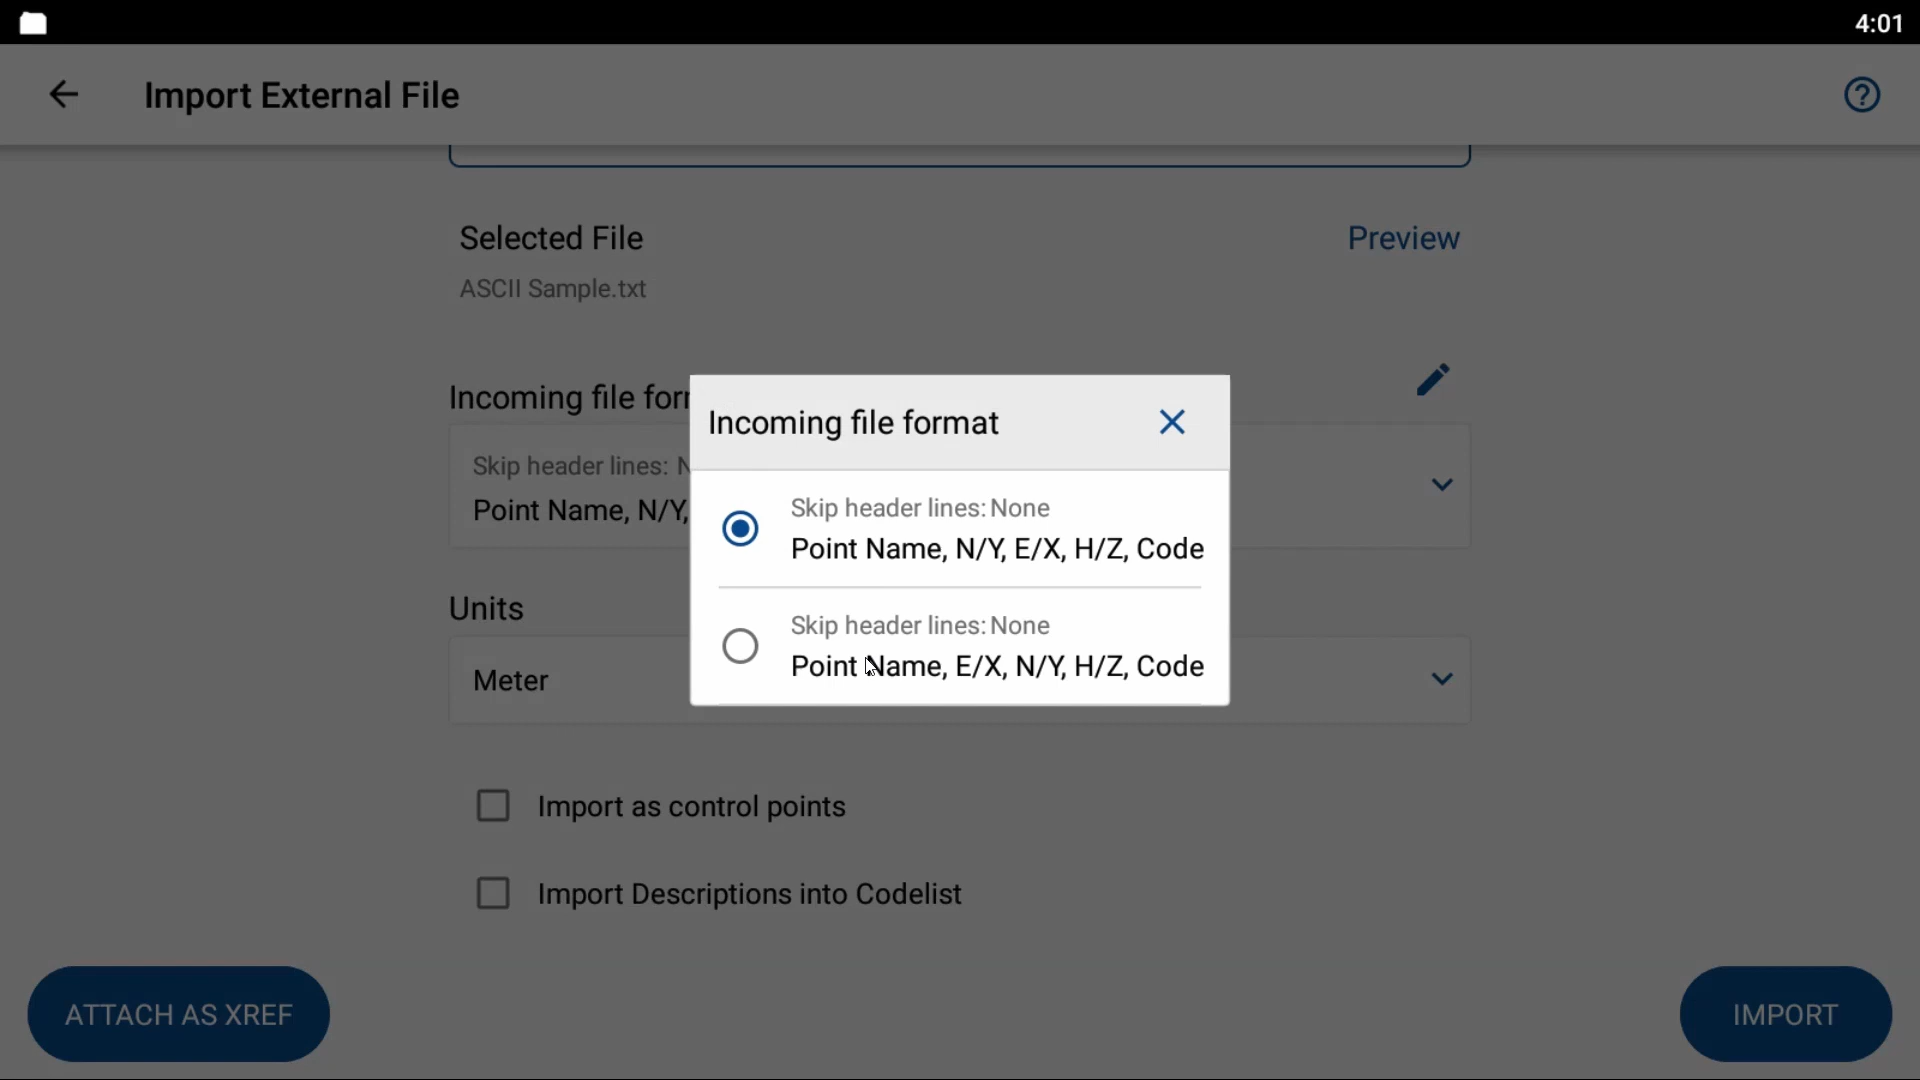 4:01
Import External File
Selected File
Preview
ASCII Sample.txt
Incoming file for
Skip header lines:
Point Name, N/Y,
Incoming file format
Skip header lines: None
Point Name, N/Y, E/X, H/Z, Code
Skip header lines: None
Point Name, E/X, N/Y, H/Z, Code
Units
Meter
Import as control points
Import Descriptions into Codelist
ATTACH AS XREF
IMPORT